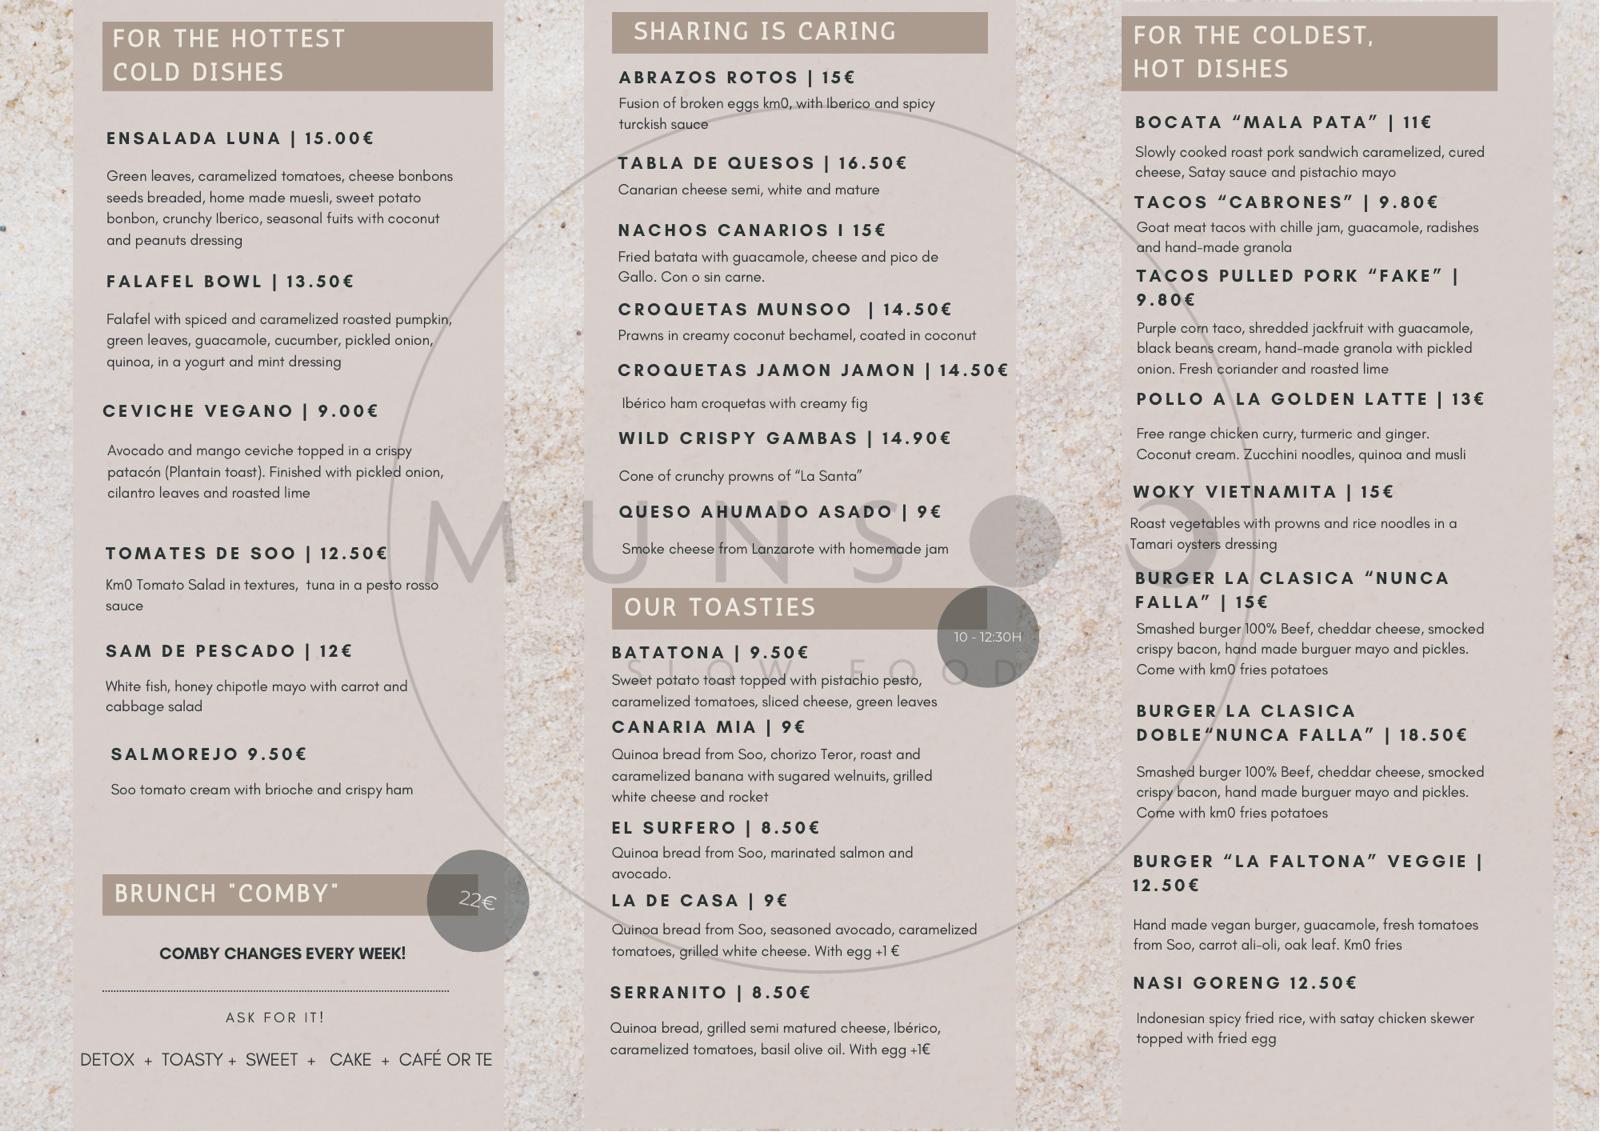 FOR THE HOTTEST
COLD DISHES
ENSALADA LUNA | 15.00€
Green leaves, caramelized tomatoes, cheese bonbons
seeds breaded, home made muesli, sweet potato
bonbon, crunchy Iberico, seasonal fuits with coconut
and peanuts dressing
FALAFEL BOWL | 13.50€
Falafel with spiced and caramelized roasted pumpkin,
green leaves, guacamole, cucumber, pickled onion,
quinoa, in a yogurt and mint dressing
CEVICHE VEGANO | 9.00€
Avocado and mango ceviche topped in a crispy
patacón (Plantain toast). Finished with pickled onion,
cilantro leaves and roasted lime
TOMATES DE SOO | 12.50€
Km0 Tomato Salad in textures, tuna in a pesto rosso
sauce
SAM DE PESCADO | 12€
White fish, honey chipotle mayo with carrot and
cabbage salad
SALMOREJO 9.50€
Soo tomato cream with brioche and crispy ham
BRUNCH "COMBY"
22€
COMBY CHANGES EVERY WEEK!
ASK FOR IT!
DETOX + TOASTY + SWEET + CAKE + CAFÉ OR TE
SHARING IS CARING
ABRAZOS ROTOS | 15€
Fusion of broken eggs km0, with Iberico and spicy
turckish sauce
TABLA DE QUESOS | 16.50€
Canarian cheese semi, white and mature
NACHOS CANARIOS I 15€
Fried batata with guacamole, cheese and pico de
Gallo. Con o sin carne.
CROQUETAS MUNSOO | 14.50€
Prawns in creamy coconut bechamel, coated in coconut
CROQUETAS JAMON JAMON | 14.50€
Ibérico ham croquetas with creamy fig
WILD CRISPY GAMBAS | 14.90€
Cone of crunchy prowns of “La Santa”
QUESO AHUMADO ASADO | 9€
Smoke cheese from Lanzarote with homemade jam
MUNSOO
SLOW FOOD
OUR TOASTIES
10 - 12:30H
BATATONA | 9.50€
Sweet potato toast topped with pistachio pesto,
caramelized tomatoes, sliced cheese, green leaves
CANARIA MIA | 9€
Quinoa bread from Soo, chorizo Teror, roast and
caramelized banana with sugared welnuits, grilled
white cheese and rocket
EL SURFERO | 8.50€
Quinoa bread from Soo, marinated salmon and
avocado.
LA DE CASA | 9€
Quinoa bread from Soo, seasoned avocado, caramelized
tomatoes, grilled white cheese. With egg +1 €
SERRANITO | 8.50€
Quinoa bread, grilled semi matured cheese, Ibérico,
caramelized tomatoes, basil olive oil. With egg +1€
FOR THE COLDEST,
HOT DISHES
BOCATA “MALA PATA” | 11€
Slowly cooked roast pork sandwich caramelized, cured
cheese, Satay sauce and pistachio mayo
TACOS “CABRONES” | 9.80€
Goat meat tacos with chille jam, guacamole, radishes
and hand-made granola
TACOS PULLED PORK “FAKE” |
9.80€
Purple corn taco, shredded jackfruit with guacamole,
black beans cream, hand-made granola with pickled
onion. Fresh coriander and roasted lime
POLLO A LA GOLDEN LATTE | 13€
Free range chicken curry, turmeric and ginger.
Coconut cream. Zucchini noodles, quinoa and musli
WOKY VIETNAMITA | 15€
Roast vegetables with prowns and rice noodles in a
Tamari oysters dressing
BURGER LA CLASICA “NUNCA
FALLA” | 15€
Smashed burger 100% Beef, cheddar cheese, smocked
crispy bacon, hand made burguer mayo and pickles.
Come with km0 fries potatoes
BURGER LA CLASICA
DOBLE“NUNCA FALLA” | 18.50€
Smashed burger 100% Beef, cheddar cheese, smocked
crispy bacon, hand made burguer mayo and pickles.
Come with km0 fries potatoes
BURGER “LA FALTONA” VEGGIE |
12.50€
Hand made vegan burger, guacamole, fresh tomatoes
from Soo, carrot ali-oli, oak leaf. Km0 fries
NASI GORENG 12.50€
Indonesian spicy fried rice, with satay chicken skewer
topped with fried egg